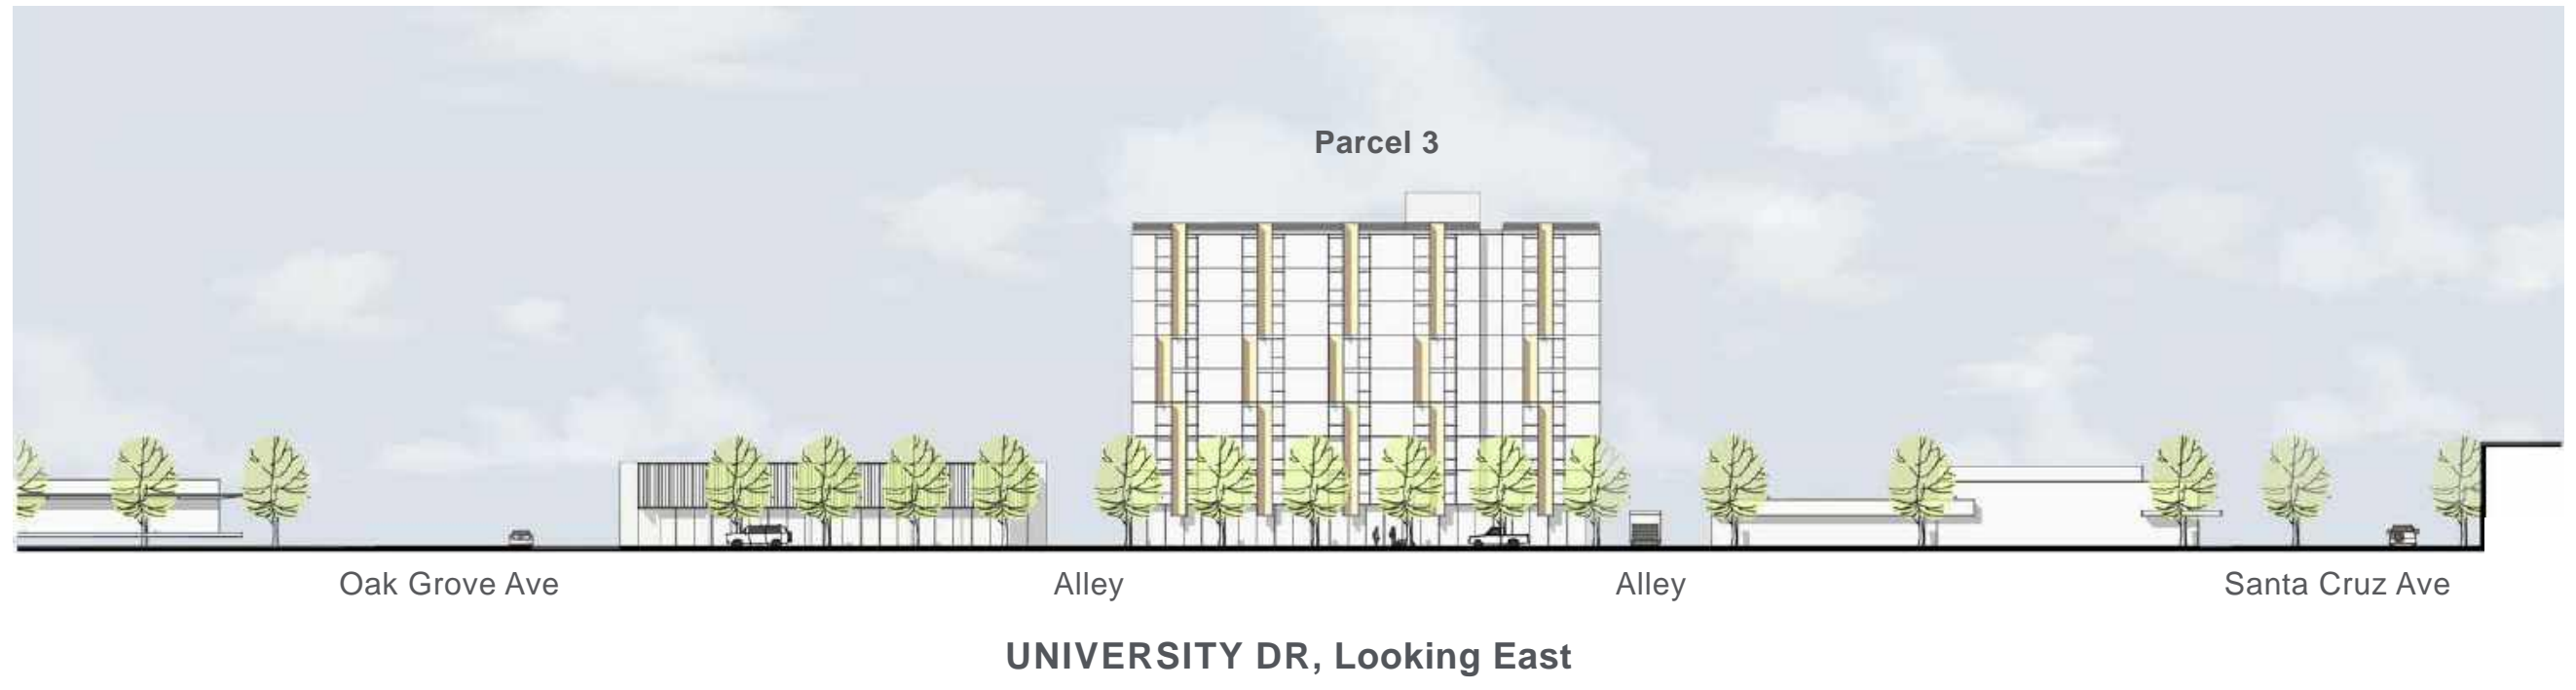 Parcel 3
Oak Grove Ave
Alley
Alley
Santa Cruz Ave
UNIVERSITY DR, Looking East